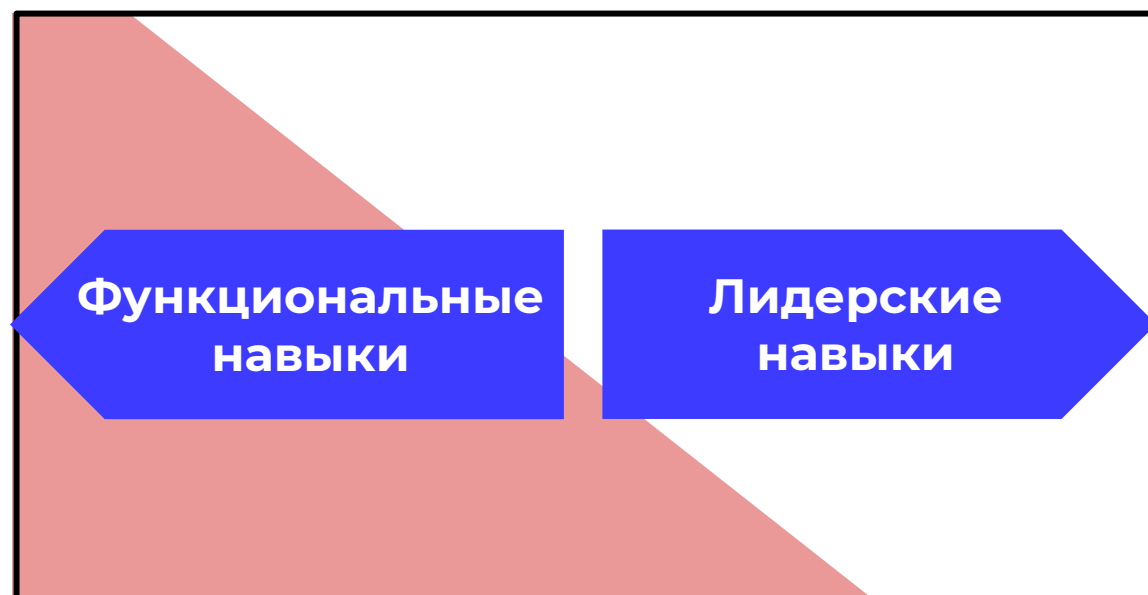 Функциональные
навыки
Лидерские
навыки